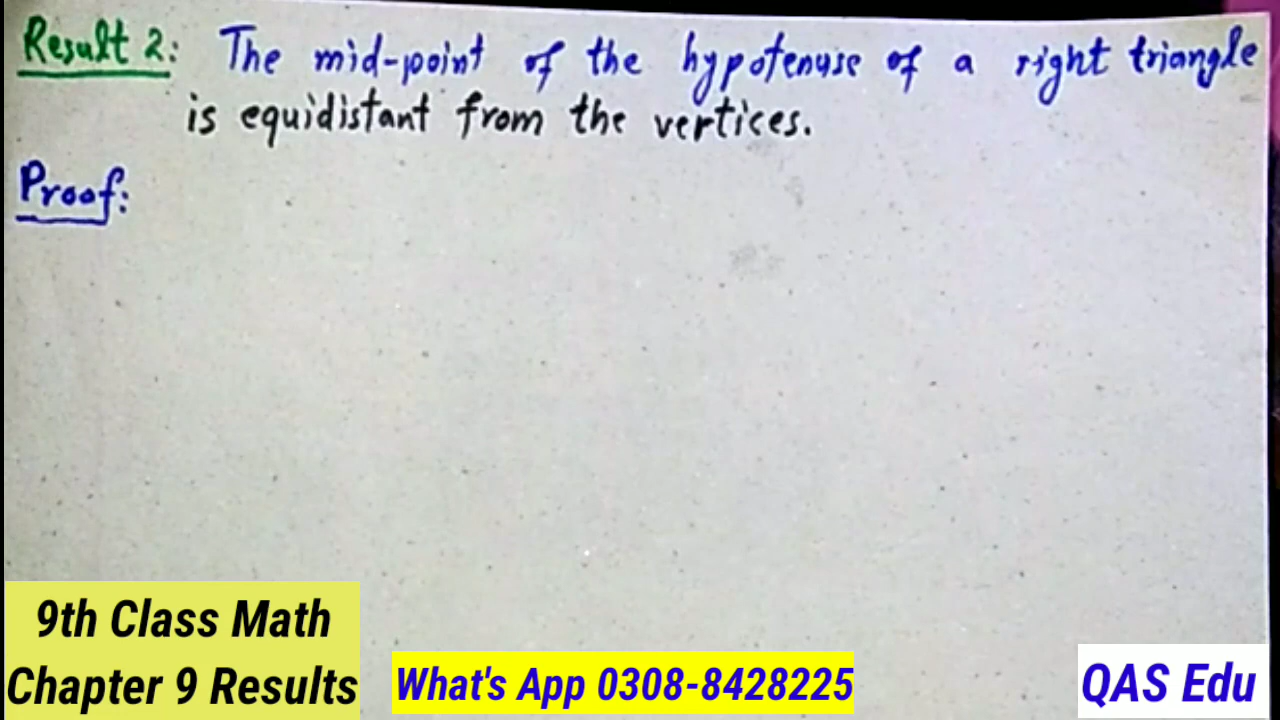 Result 2: The mid-point of the hypotenuse of a right triangle
is equidistant from the vertices.
Proof:
9th Class Math
Chapter 9 Results
What's App 0308-8428225
QAS Edu